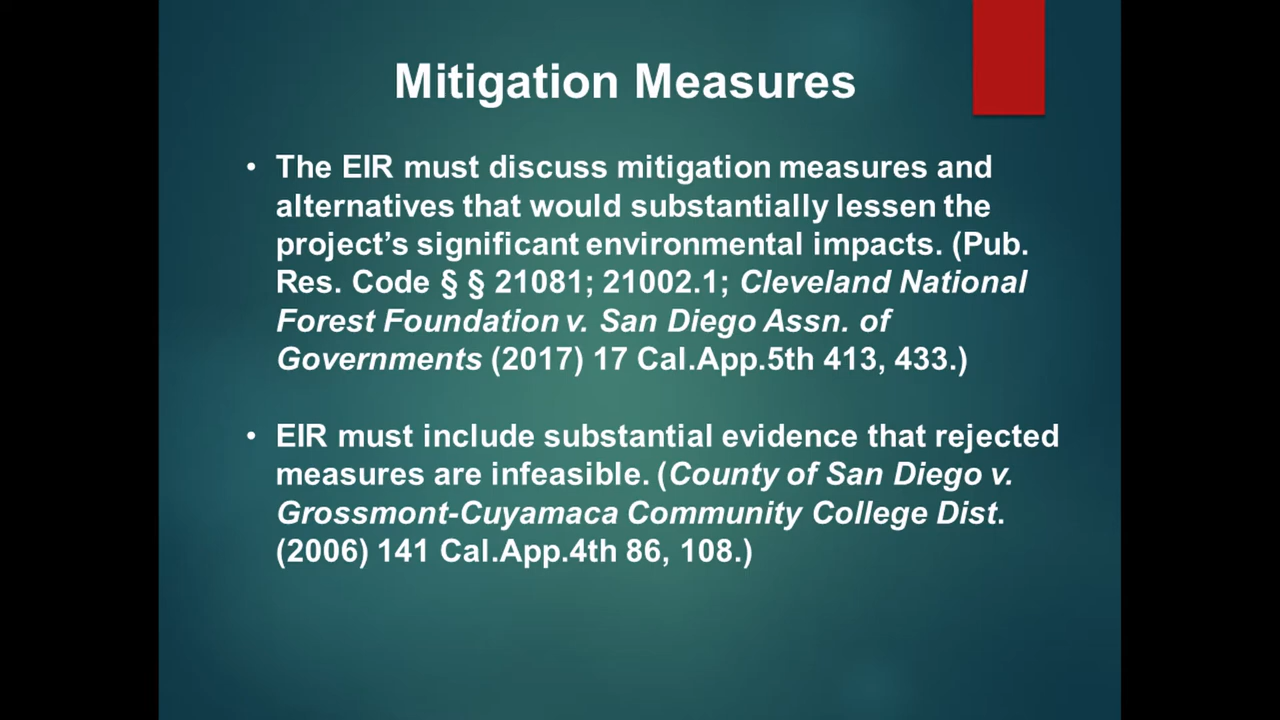 Mitigation Measures
• The EIR must discuss mitigation measures and
alternatives that would substantially lessen the
project’s significant environmental impacts. (Pub.
Res. Code § § 21081; 21002.1; Cleveland National
Forest Foundation v. San Diego Assn. of
Governments (2017) 17 Cal.App.5th 413, 433.)
• EIR must include substantial evidence that rejected
measures are infeasible. (County of San Diego v.
Grossmont-Cuyamaca Community College Dist.
(2006) 141 Cal.App.4th 86, 108.)